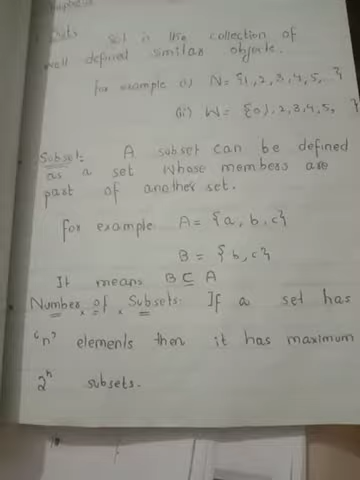 Sets Set is the collection of
well defined similar objects.
for example (i) N = {1, 2, 3, 4, 5, ... }
(ii) W = {0, 1, 2, 3, 4, 5, }
Subset: A subset can be defined
as a set whose members are
part of another set.
for example A = {a, b, c}
B = {b, c}
It means B ⊆ A
Number of Subsets: If a set has
"n" elements then it has maximum
2ⁿ subsets.